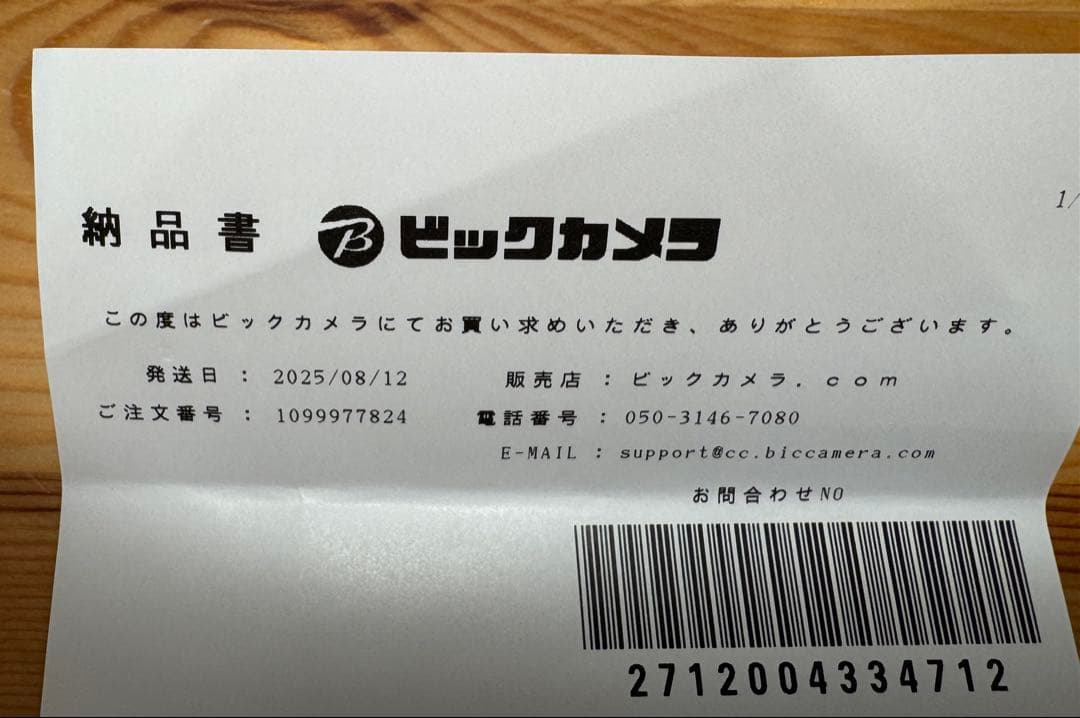 1/
納品書 B ビックカメラ
この度はビックカメラにてお買い求めいただき、ありがとうございます。
発送日 : 2025/08/12 販売店 : ビックカメラ.com
ご注文番号 : 1099977824 電話番号 : 050-3146-7080
E-MAIL : support@cc.biccamera.com
お問合わせNO
2712004334712